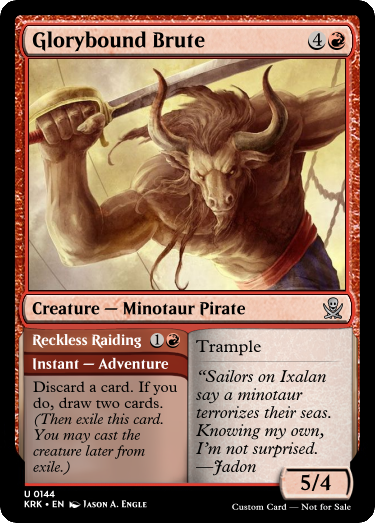 Glorybound Brute
4
Creature — Minotaur Pirate
Reckless Raiding 1
Instant — Adventure
Discard a card. If you
do, draw two cards.
(Then exile this card.
You may cast the
creature later from
exile.)
Trample
“Sailors on Ixalan
say a minotaur
terrorizes their seas.
Knowing my own,
I’m not surprised.
—Jadon
5/4
U 0144
KRK • EN Jason A. Engle
Custom Card — Not for Sale